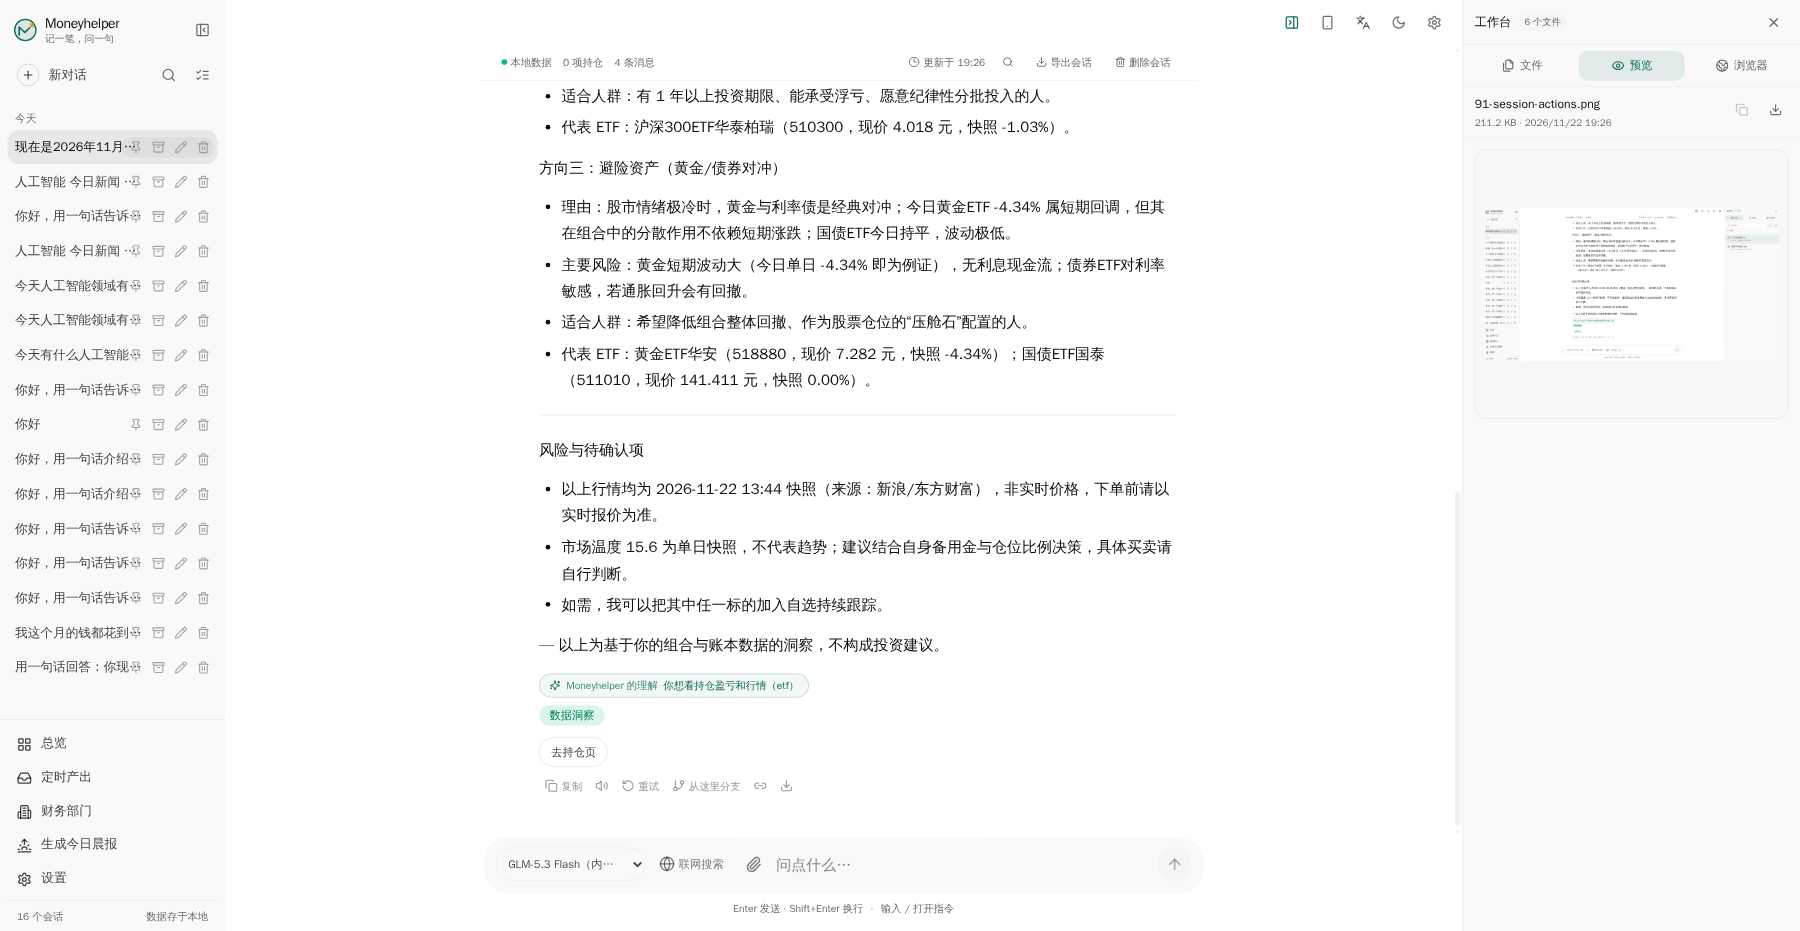 Moneyhelper
记一笔，问一句
新对话
今天
现在是2026年11月…
人工智能 今日新闻 …
你好，用一句话告诉…
人工智能 今日新闻 …
今天人工智能领域有…
今天人工智能领域有…
今天有什么人工智能…
你好，用一句话告诉…
你好
你好，用一句话介绍…
你好，用一句话介绍…
你好，用一句话告诉…
你好，用一句话告诉…
你好，用一句话告诉…
我这个月的钱都花到…
用一句话回答：你现…
总览
定时产出
财务部门
生成今日晨报
设置
16 个会话
数据存于本地
本地数据 0 项持仓 4 条消息
更新于 19:26
导出会话
删除会话
• 适合人群：有 1 年以上投资期限、能承受浮亏、愿意纪律性分批投入的人。
• 代表 ETF：沪深300ETF华泰柏瑞（510300，现价 4.018 元，快照 -1.03%）。
方向三：避险资产（黄金/债券对冲）
• 理由：股市情绪极冷时，黄金与利率债是经典对冲；今日黄金ETF -4.34% 属短期回调，但其
在组合中的分散作用不依赖短期涨跌；国债ETF今日持平，波动极低。
• 主要风险：黄金短期波动大（今日单日 -4.34% 即为例证），无利息现金流；债券ETF对利率
敏感，若通胀回升会有回撤。
• 适合人群：希望降低组合整体回撤、作为股票仓位的“压舱石”配置的人。
• 代表 ETF：黄金ETF华安（518880，现价 7.282 元，快照 -4.34%）；国债ETF国泰
（511010，现价 141.411 元，快照 0.00%）。
风险与待确认项
• 以上行情均为 2026-11-22 13:44 快照（来源：新浪/东方财富），非实时价格，下单前请以
实时报价为准。
• 市场温度 15.6 为单日快照，不代表趋势；建议结合自身备用金与仓位比例决策，具体买卖请
自行判断。
• 如需，我可以把其中任一标的加入自选持续跟踪。
— 以上为基于你的组合与账本数据的洞察，不构成投资建议。
Moneyhelper 的理解 你想看持仓盈亏和行情（etf）
数据洞察
去持仓页
复制
重试
从这里分支
GLM-5.3 Flash（内…
联网搜索
问点什么…
Enter 发送 · Shift+Enter 换行 · 输入 / 打开指令
工作台 6 个文件
文件
预览
浏览器
91-session-actions.png
211.2 KB · 2026/11/22 19:26